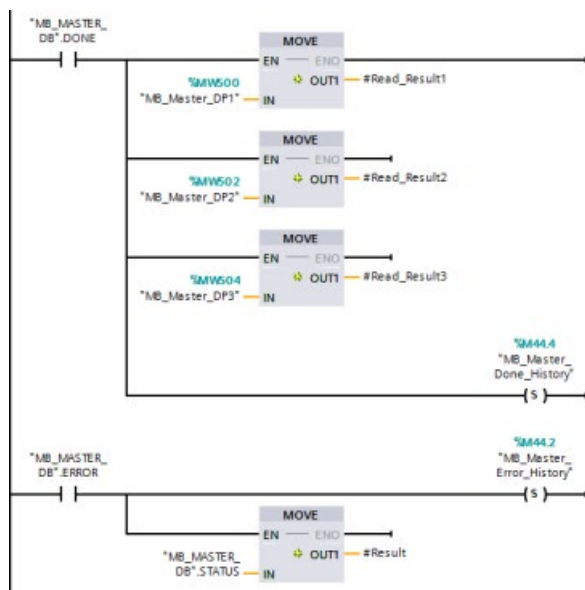 "MB_MASTER_
DB".DONE
MOVE
EN ENO
%MW500
"MB_Master_DP1"
IN
OUT1
#Read_Result1
MOVE
EN ENO
%MW502
"MB_Master_DP2"
IN
OUT1
#Read_Result2
MOVE
EN ENO
%MW504
"MB_Master_DP3"
IN
OUT1
#Read_Result3
%M44.4
"MB_Master_
Done_History"
S
"MB_MASTER_
DB".ERROR
%M44.2
"MB_Master_
Error_History"
S
MOVE
EN ENO
"MB_MASTER_
DB".STATUS
IN
OUT1
#Result